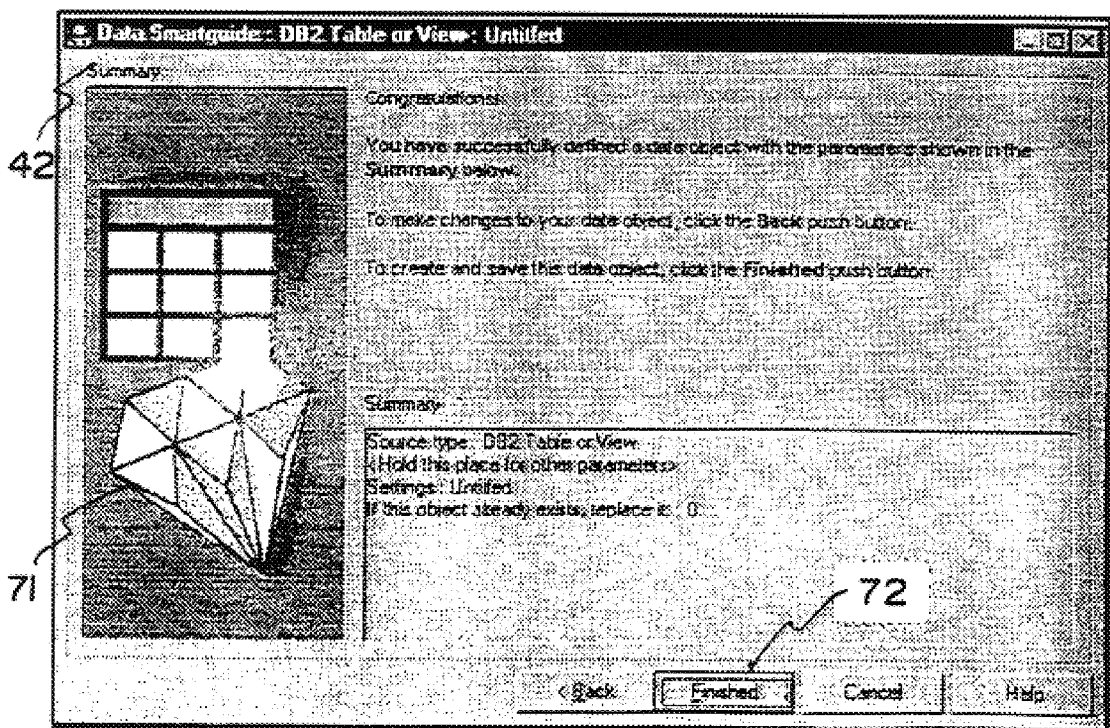 Data Smartguide : DB2 Table or View : Untitled
Summary
42
Congratulations!
You have successfully defined a data object with the parameters shown in the
Summary below.
To make changes to your data object, click the Back push button.
To create and save this data object, click the Finished push button.
Summary
Source type : DB2 Table or View
<Hold this place for other parameters>
Settings : Untitled
If this object already exists, replace it : 0
71
72
< Back
Finished
Cancel
Help